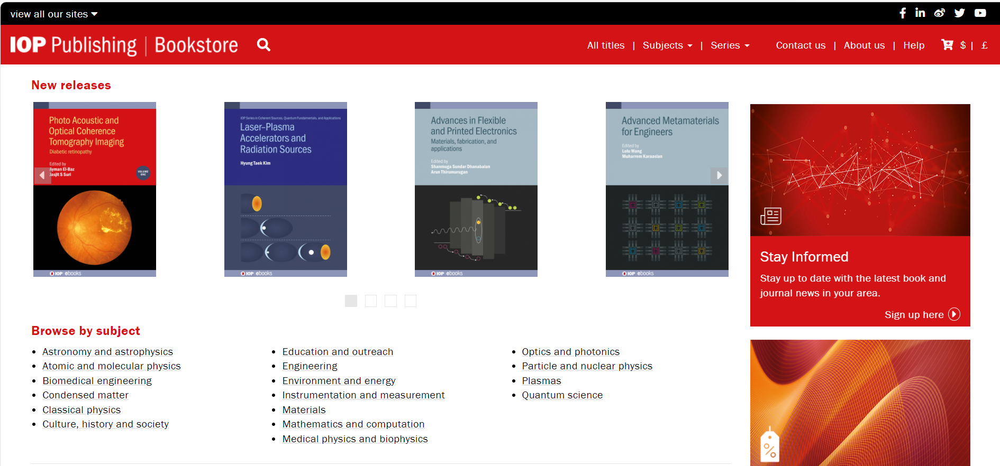 view all our sites
IOP Publishing | Bookstore
All titles | Subjects | Series
Contact us | About us | Help
$ | £
New releases
Photo Acoustic and
Optical Coherence
Tomography Imaging
Diabetic retinopathy
Edited by
Ayman El-Baz
Jasjit S Suri
VOLUME
ONE
IOP ebooks
IOP Series in Coherent Sources, Quantum Fundamentals, and Applications
Laser–Plasma
Accelerators and
Radiation Sources
Hyung Taek Kim
IOP ebooks
Advances in Flexible
and Printed Electronics
Materials, fabrication, and
applications
Edited by
Shanmuga Sundar Dhanabalan
Arun Thirumurugan
IOP ebooks
Advanced Metamaterials
for Engineers
Edited by
Lulu Wang
Muharrem Karaaslan
IOP ebooks
Stay Informed
Stay up to date with the latest book and
journal news in your area.
Sign up here
Browse by subject
Astronomy and astrophysics
Atomic and molecular physics
Biomedical engineering
Condensed matter
Classical physics
Culture, history and society
Education and outreach
Engineering
Environment and energy
Instrumentation and measurement
Materials
Mathematics and computation
Medical physics and biophysics
Optics and photonics
Particle and nuclear physics
Plasmas
Quantum science
%